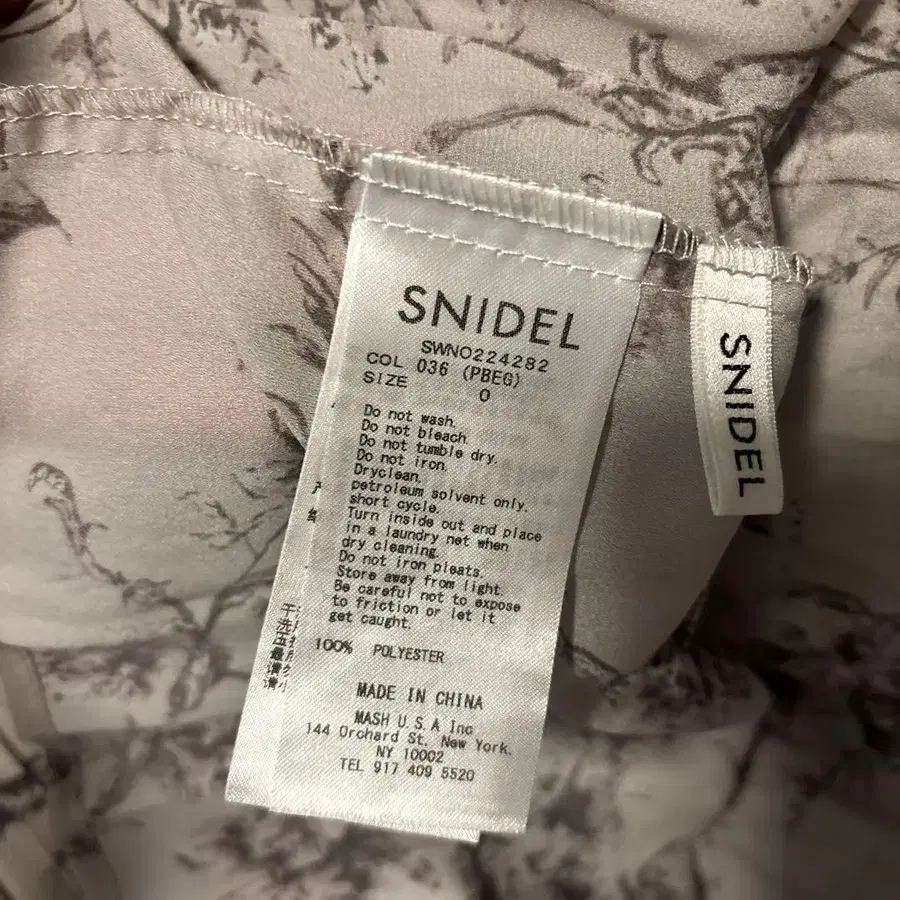 SNIDEL
SWNO224282
COL 036 (PBEG)
SIZE 0
Do not wash.
Do not bleach
Do not tumble dry.
Do not iron.
Dryclean.
petroleum solvent only.
short cycle.
Turn inside out and place
in a laundry net when
dry cleaning.
Do not iron pleats.
Store away from light.
Be careful not to expose
to friction or let it
get caught.
100% POLYESTER
MADE IN CHINA
MASH U.S.A Inc
144 Orchard St, New York.
NY 10002
TEL 917 409 5520
SNIDEL